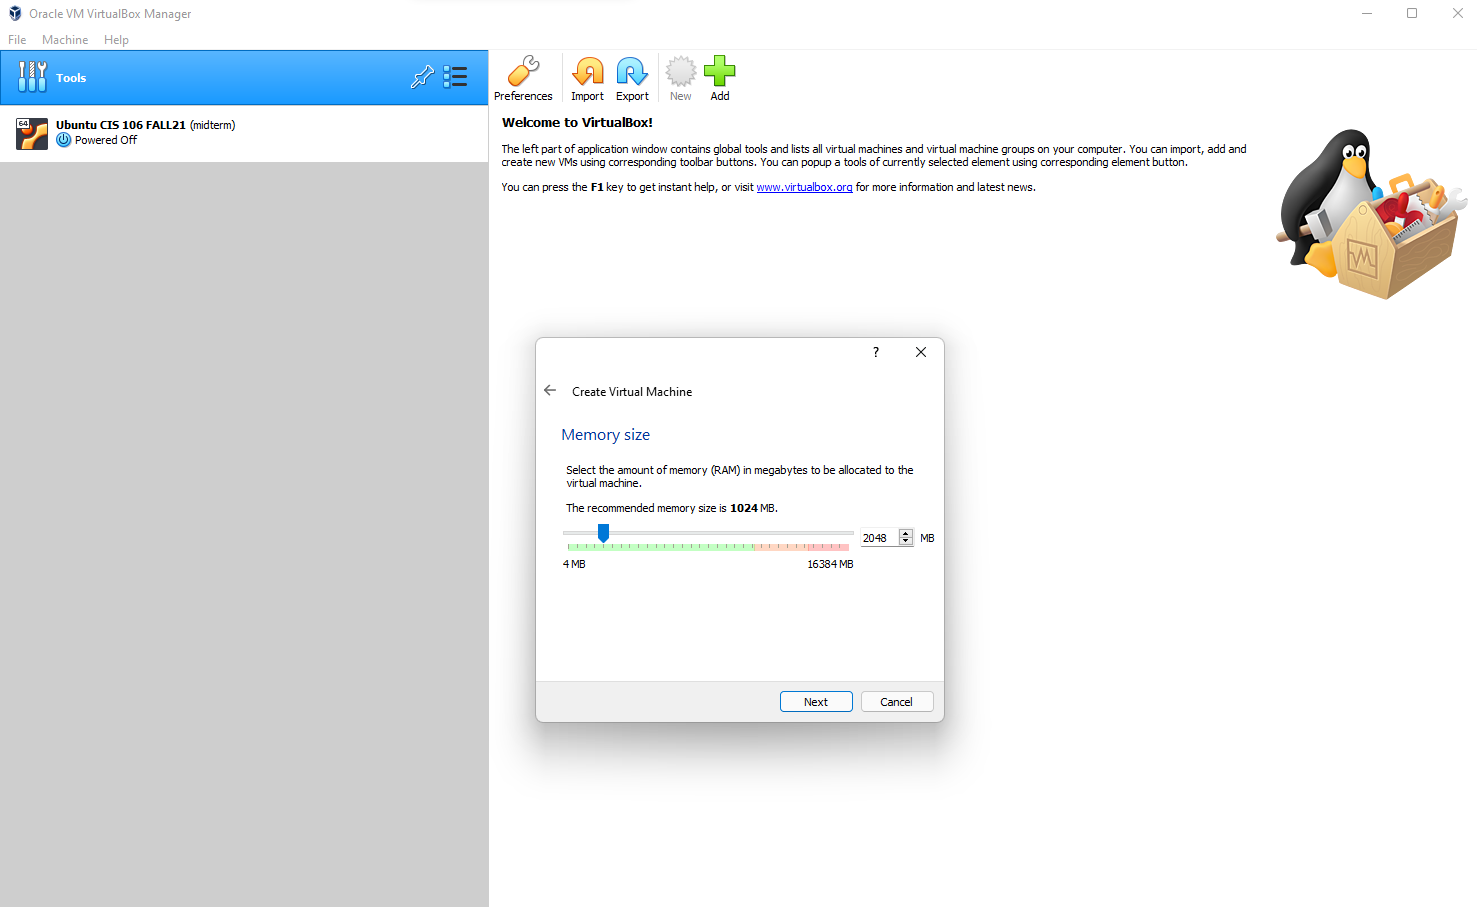 Oracle VM VirtualBox Manager
File Machine Help
Tools
64
Ubuntu CIS 106 FALL21 (midterm)
Powered Off
Preferences Import Export New Add
Welcome to VirtualBox!
The left part of application window contains global tools and lists all virtual machines and virtual machine groups on your computer. You can import, add and
create new VMs using corresponding toolbar buttons. You can popup a tools of currently selected element using corresponding element button.
You can press the F1 key to get instant help, or visit www.virtualbox.org for more information and latest news.
?
Create Virtual Machine
Memory size
Select the amount of memory (RAM) in megabytes to be allocated to the
virtual machine.
The recommended memory size is 1024 MB.
2048 MB
4 MB 16384 MB
Next Cancel